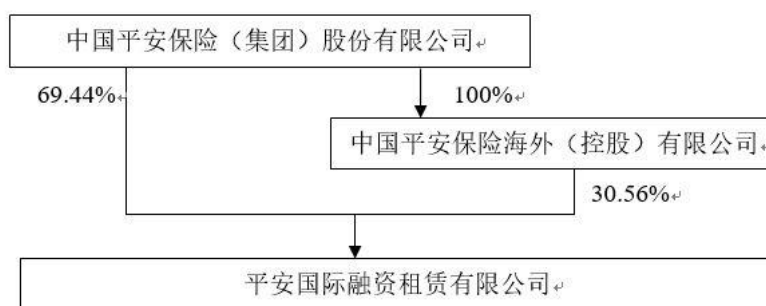 中国平安保险（集团）股份有限公司
69.44%
100%
中国平安保险海外（控股）有限公司
30.56%
平安国际融资租赁有限公司